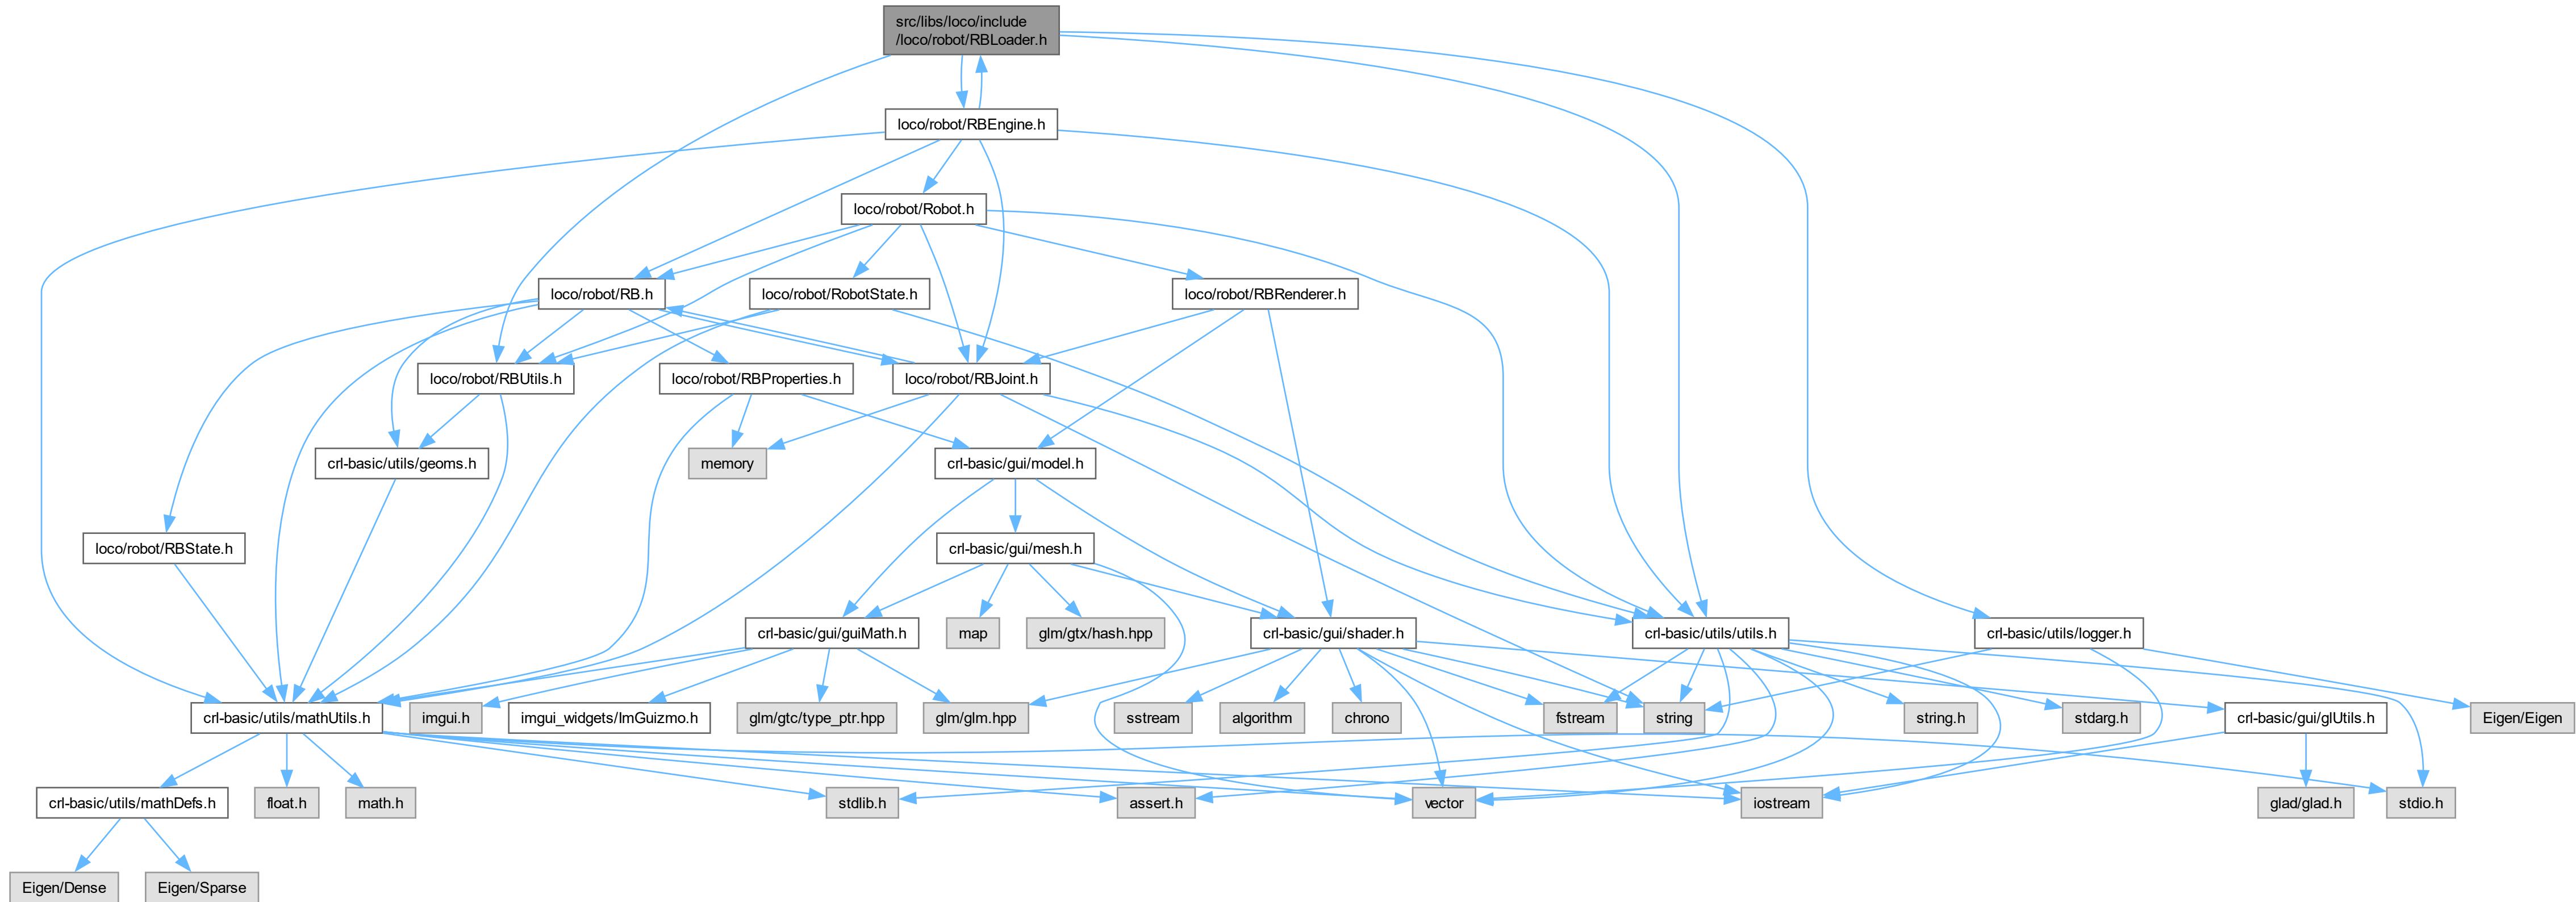 src/libs/loco/include
/loco/robot/RBLoader.h
loco/robot/RBEngine.h
loco/robot/Robot.h
loco/robot/RB.h
loco/robot/RobotState.h
loco/robot/RBRenderer.h
loco/robot/RBUtils.h
loco/robot/RBProperties.h
loco/robot/RBJoint.h
crl-basic/utils/geoms.h
memory
crl-basic/gui/model.h
loco/robot/RBState.h
crl-basic/gui/mesh.h
crl-basic/gui/guiMath.h
map
glm/gtx/hash.hpp
crl-basic/gui/shader.h
crl-basic/utils/utils.h
crl-basic/utils/logger.h
crl-basic/utils/mathUtils.h
imgui.h
imgui_widgets/ImGuizmo.h
glm/gtc/type_ptr.hpp
glm/glm.hpp
sstream
algorithm
chrono
fstream
string
string.h
stdarg.h
crl-basic/gui/glUtils.h
Eigen/Eigen
crl-basic/utils/mathDefs.h
float.h
math.h
stdlib.h
assert.h
vector
iostream
glad/glad.h
stdio.h
Eigen/Dense
Eigen/Sparse